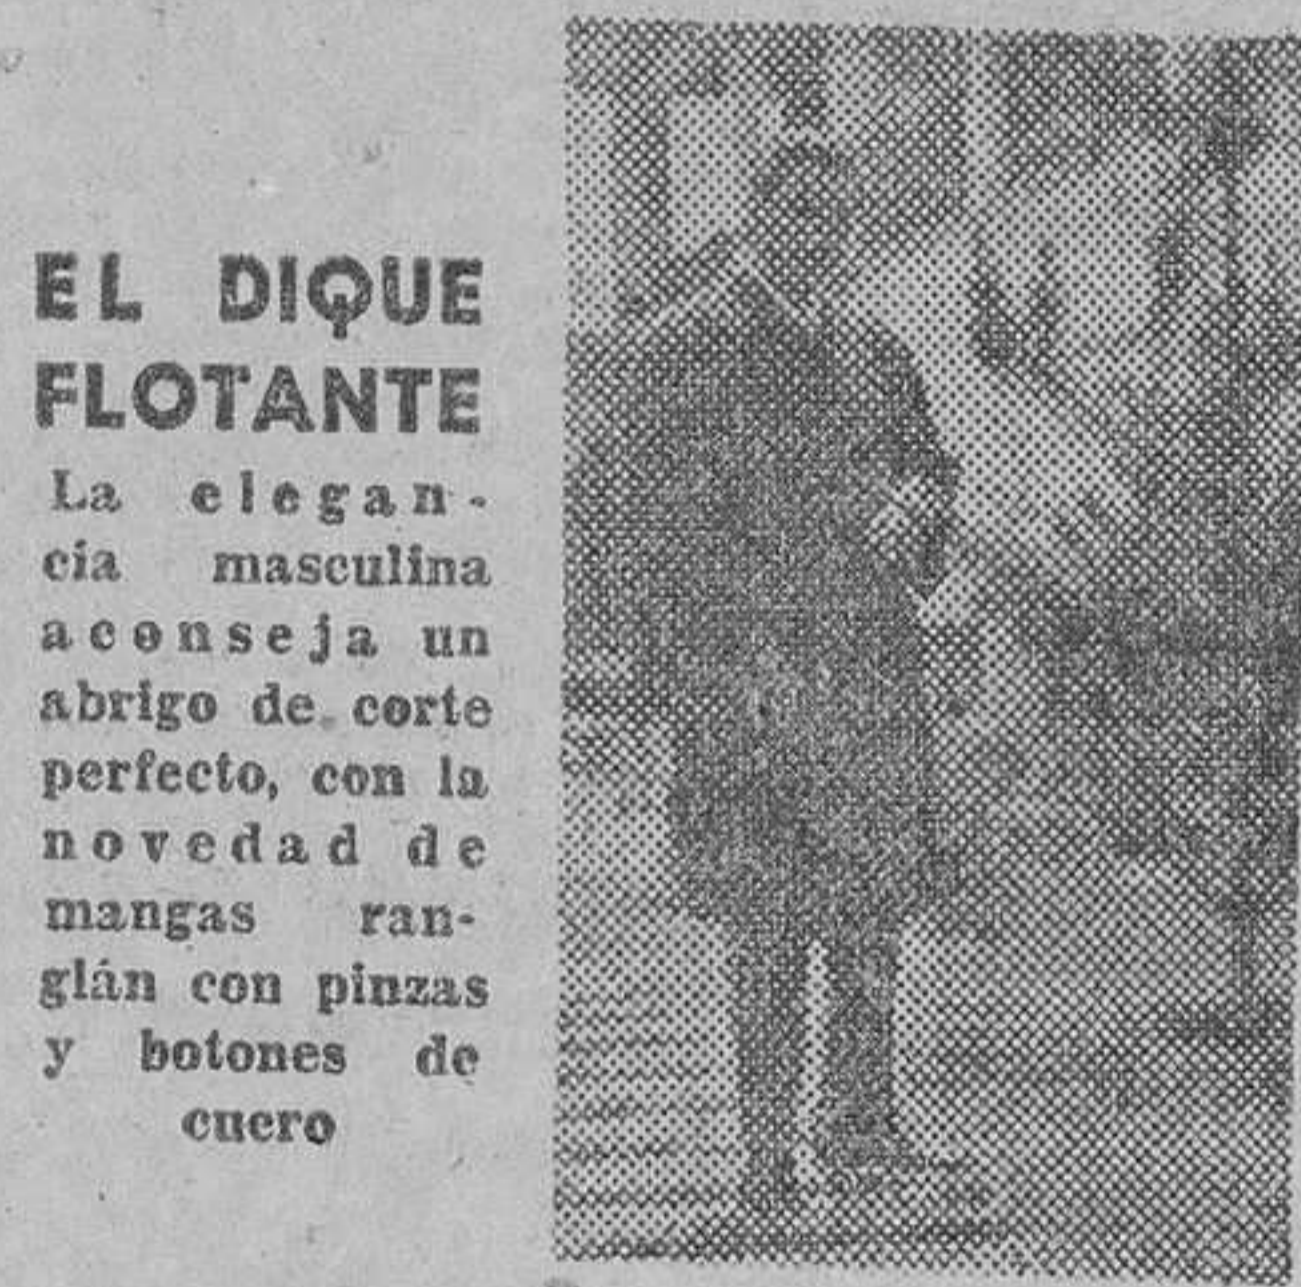 EL DIQUE
FLOTANTE
La elegan-
cia masculina
aconseja un
abrigo de corte
perfecto, con la
novedad de
mangas ran-
glán con pinzas
y botones de
cuero